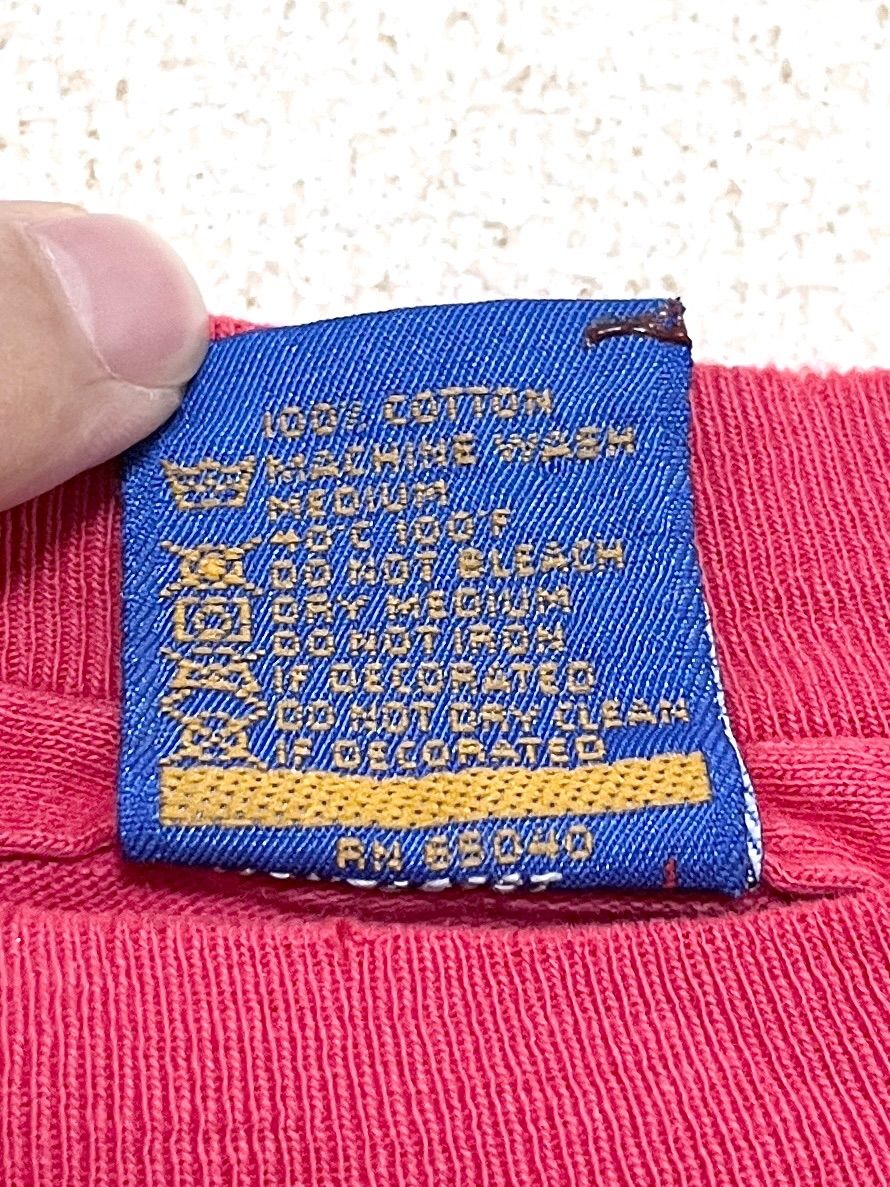 100% COTTON
MACHINE WASH
MEDIUM
40°C 100°F
DO NOT BLEACH
DRY MEDIUM
DO NOT IRON
IF DECORATED
DO NOT DRY CLEAN
IF DECORATED
RN 65040